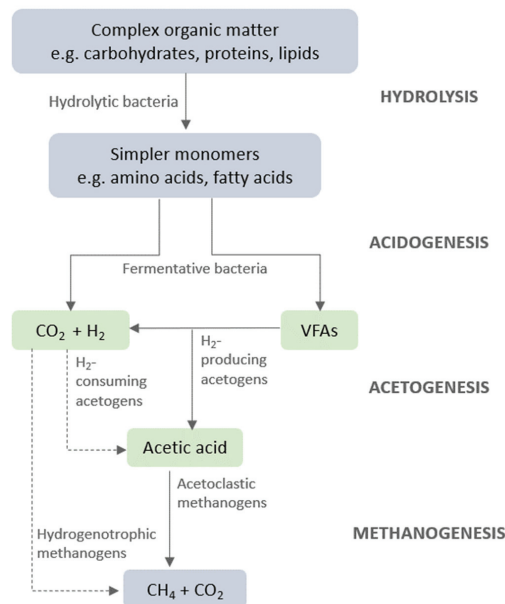 Complex organic matter
e.g. carbohydrates, proteins, lipids
Hydrolytic bacteria
HYDROLYSIS
Simpler monomers
e.g. amino acids, fatty acids
ACIDOGENESIS
Fermentative bacteria
CO₂ + H₂
VFAs
H₂-
consuming
acetogens
H₂-
producing
acetogens
ACETOGENESIS
Acetic acid
Acetoclastic
methanogens
Hydrogenotrophic
methanogens
METHANOGENESIS
CH₄ + CO₂